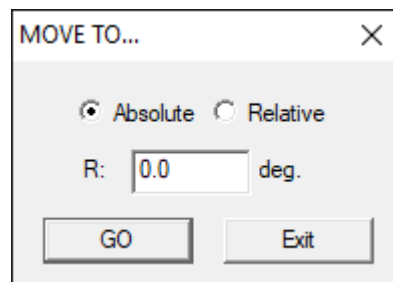 MOVE TO...
Absolute Relative
R: 0.0 deg.
GO Exit